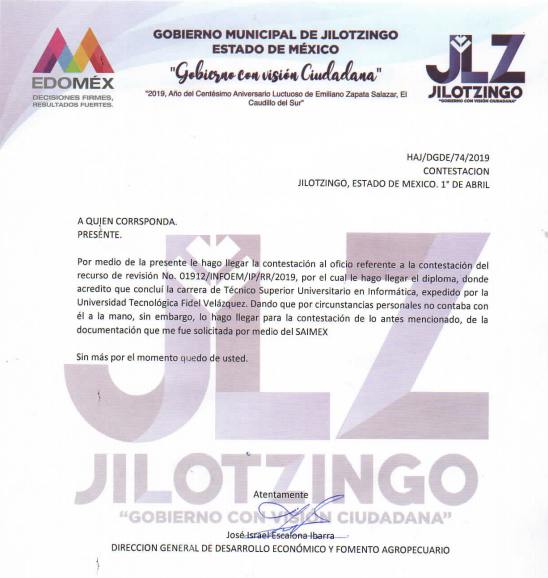 GOBIERNO MUNICIPAL DE JILOTZINGO
ESTADO DE MÉXICO
"Gobierno con visión Ciudadana"
"2019, Año del Centésimo Aniversario Luctuoso de Emiliano Zapata Salazar, El
Caudillo del Sur"
EDOMÉX
DECISIONES FIRMES,
RESULTADOS FUERTES.
JLZ
JILOTZINGO
"GOBIERNO CON VISIÓN CIUDADANA"
HAJ/DGDE/74/2019
CONTESTACION
JILOTZINGO, ESTADO DE MEXICO. 1° DE ABRIL
A QUIEN CORRSPONDA.
PRESENTE.
Por medio de la presente le hago llegar la contestación al oficio referente a la contestación del
recurso de revisión No. 01912/INFOEM/IP/RR/2019, por el cual le hago llegar el diploma, donde
acredito que concluí la carrera de Técnico Superior Universitario en Informática, expedido por la
Universidad Tecnológica Fidel Velázquez. Dando que por circunstancias personales no contaba con
él a la mano, sin embargo, lo hago llegar para la contestación de lo antes mencionado, de la
documentación que me fue solicitada por medio del SAIMEX
Sin más por el momento quedo de usted.
JLZ
JILOTZINGO
"GOBIERNO CON VISIÓN CIUDADANA"
Atentamente
José Israel Escalona Ibarra
DIRECCION GENERAL DE DESARROLLO ECONÓMICO Y FOMENTO AGROPECUARIO